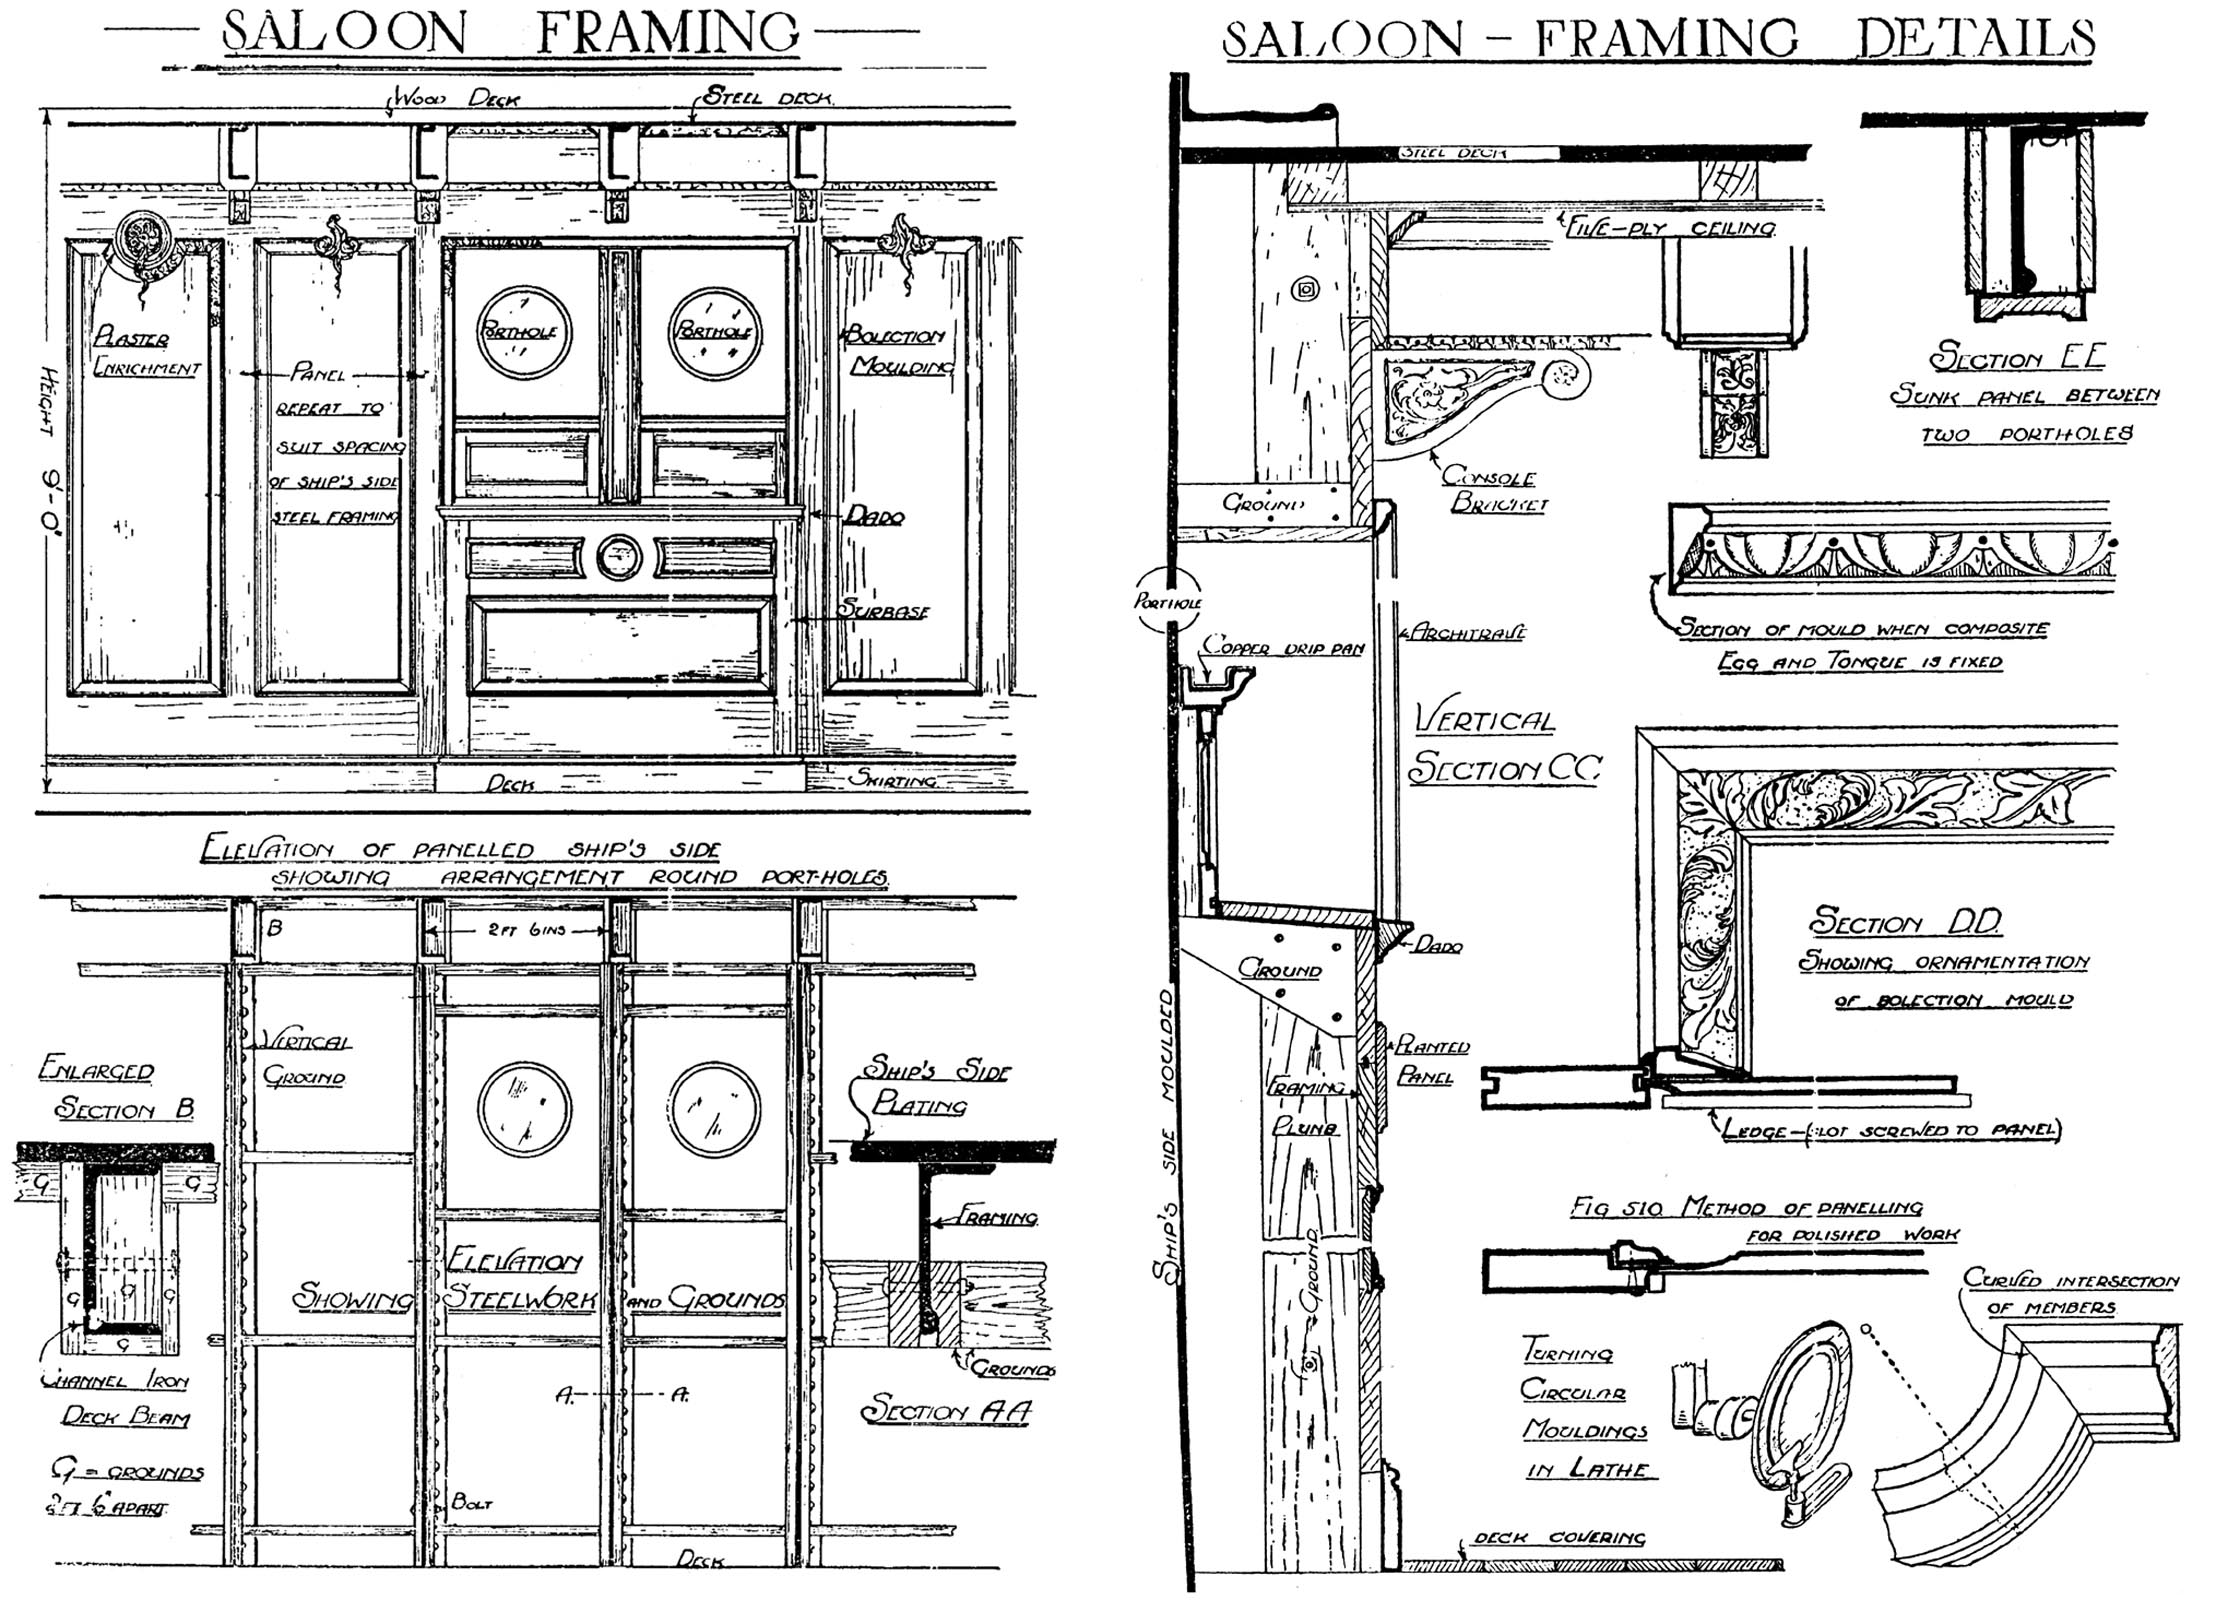 SALOON FRAMING
WOOD DECK
STEEL DECK.
HEIGHT 9'-0"
PLASTER
ENRICHMENT
PANEL
REPEAT TO
SUIT SPACING
OF SHIP'S SIDE
STEEL FRAMING
PORTHOLE
PORTHOLE
BOLECTION
MOULDING
DADO
SURBASE
DECK
SKIRTING
ELEVATION OF PANELLED SHIP'S SIDE
SHOWING ARRANGEMENT ROUND PORT-HOLES.
B
2 FT 6 INS
VERTICAL
GROUND
ENLARGED
SECTION B.
G
G
G
G
G
G
CHANNEL IRON
DECK BEAM
G = GROUNDS
2 FT 6" APART
ELEVATION
SHOWING STEELWORK AND GROUNDS
A. A.
BOLT
DECK
SHIP'S SIDE
PLATING
FRAMING
GROUNDS
SECTION AA
SALOON - FRAMING DETAILS
STEEL DECK
FIVE-PLY CEILING
CONSOLE
BRACKET
GROUND
PORTHOLE
COPPER DRIP PAN
ARCHITRAVE
VERTICAL
SECTION CC.
DADO
GROUND
PLANTED
PANEL
FRAMING
PLUMB
GROUND
SHIP'S SIDE MOULDED
DECK COVERING
SECTION EE
SUNK PANEL BETWEEN
TWO PORTHOLES
SECTION OF MOULD WHEN COMPOSITE
EGG AND TONGUE IS FIXED
SECTION D.D.
SHOWING ORNAMENTATION
OF BOLECTION MOULD
LEDGE-(SLOT SCREWED TO PANEL)
FIG 510. METHOD OF PANELLING
FOR POLISHED WORK
CURVED INTERSECTION
OF MEMBERS
TURNING
CIRCULAR
MOULDINGS
IN LATHE